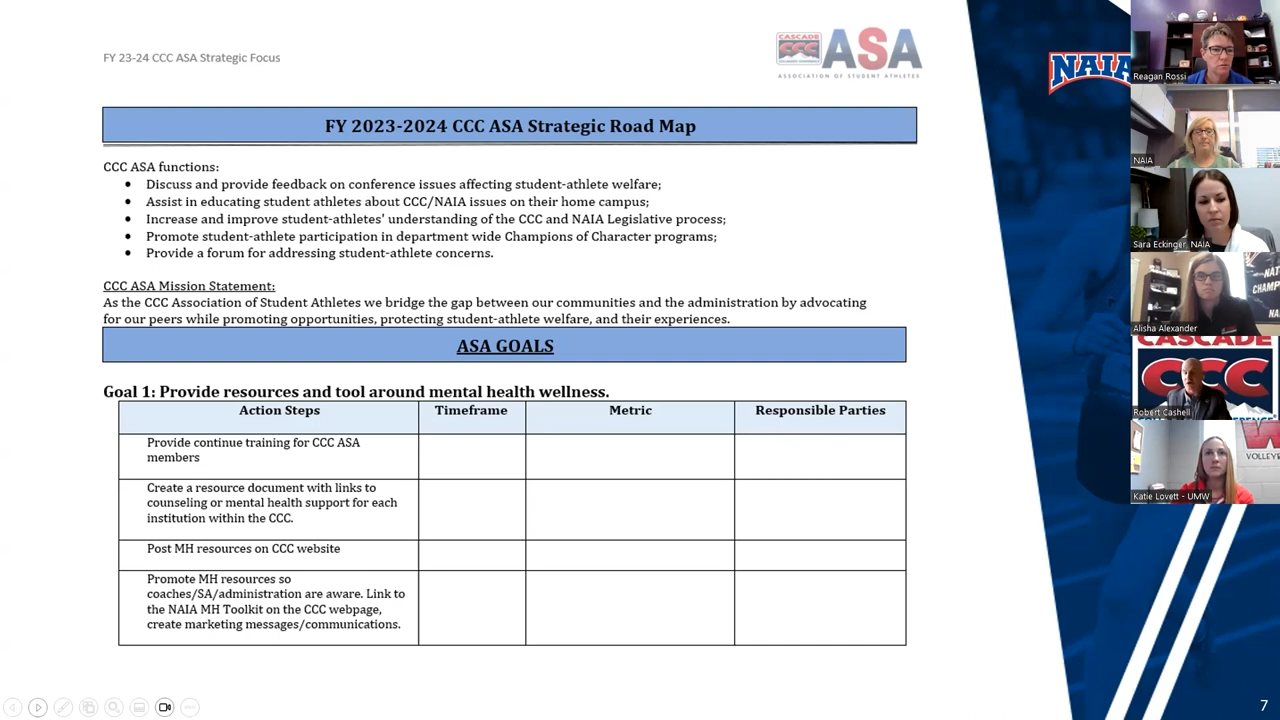 FY 23-24 CCC ASA Strategic Focus
CASCADE
CCC
ASA
ASSOCIATION OF STUDENT ATHLETES
NAIA
FY 2023-2024 CCC ASA Strategic Road Map
CCC ASA functions:
• Discuss and provide feedback on conference issues affecting student-athlete welfare;
• Assist in educating student athletes about CCC/NAIA issues on their home campus;
• Increase and improve student-athletes' understanding of the CCC and NAIA Legislative process;
• Promote student-athlete participation in department wide Champions of Character programs;
• Provide a forum for addressing student-athlete concerns.
CCC ASA Mission Statement:
As the CCC Association of Student Athletes we bridge the gap between our communities and the administration by advocating
for our peers while promoting opportunities, protecting student-athlete welfare, and their experiences.
ASA GOALS
Goal 1: Provide resources and tool around mental health wellness.
Action Steps Timeframe Metric Responsible Parties
Provide continue training for CCC ASA
members
Create a resource document with links to
counseling or mental health support for each
institution within the CCC.
Post MH resources on CCC website
Promote MH resources so
coaches/SA/administration are aware. Link to
the NAIA MH Toolkit on the CCC webpage,
create marketing messages/communications.
Reagan Rossi
NAIA
Sara Eckinger, NAIA
NAT
CHAMP
NA
Alisha Alexander
CASCADE
CCC
Robert Cashell
W
VOLLEY
Katie Lovett - UMW
7